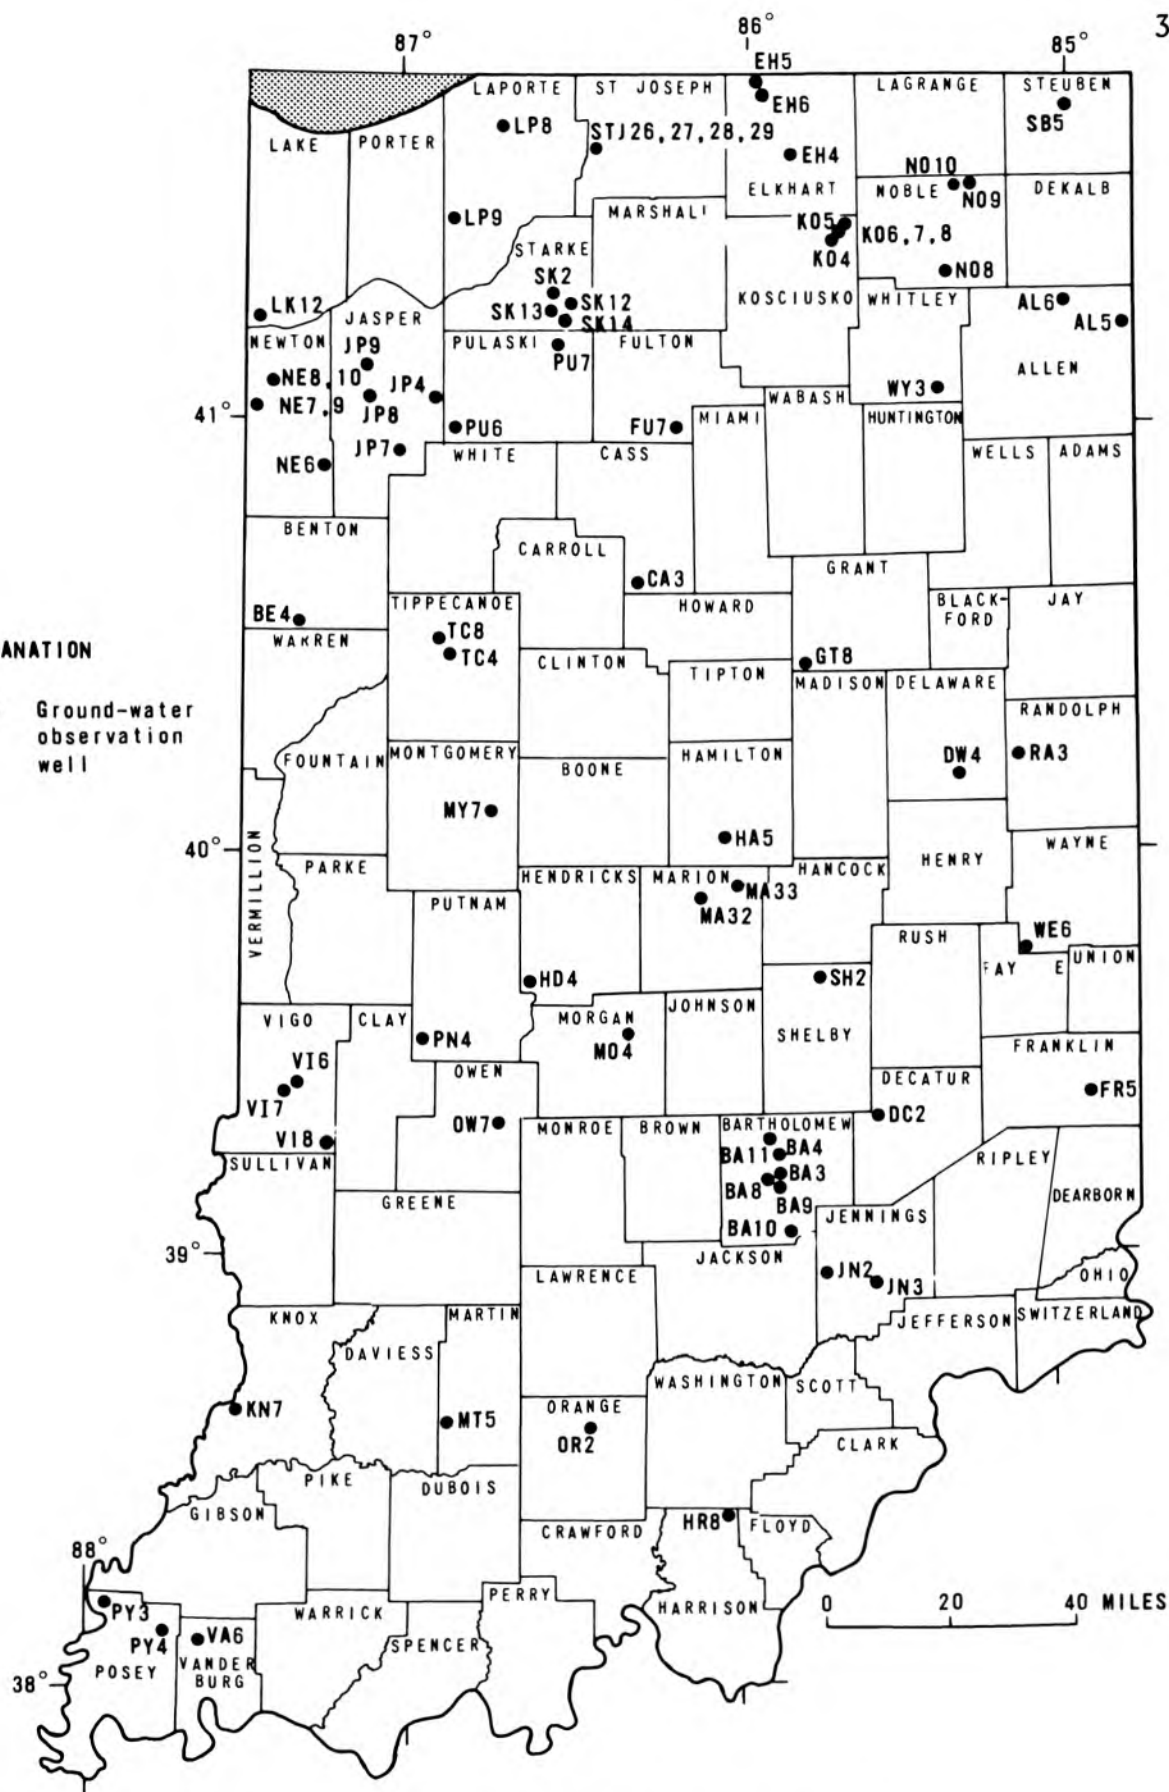 3
87°
86°
85°
EH5
LAPORTE
ST JOSEPH
EH6
LAGRANGE
STEUBEN
LP8
STJ26,27,28,29
SB5
LAKE
PORTER
EH4
NO10
ELKHART
NOBLE
NO9
DEKALB
LP9
MARSHALL
KO5
KO6,7,8
STARKE
KO4
SK2
NO8
LK12
SK12
KOSCIUSKO
WHITLEY
AL6
JASPER
SK13
SK14
AL5
NEWTON
JP9
PULASKI
FULTON
PU7
ALLEN
NE8,10
JP4
WY3
NE7,9
JP8
WABASH
41°
MIAMI
HUNTINGTON
PU6
FU7
JP7
WHITE
CASS
WELLS
ADAMS
NE6
BENTON
CARROLL
GRANT
CA3
BLACK-
FORD
JAY
TIPPECANOE
HOWARD
BE4
TC8
WARREN
ANATION
TC4
CLINTON
GT8
TIPTON
MADISON
DELAWARE
Ground-water
observation
well
RANDOLPH
MONTGOMERY
HAMILTON
FOUNTAIN
BOONE
DW4
RA3
MY7
HA5
40°
WAYNE
VERMILLION
PARKE
HENRY
HENDRICKS
MARION
HANCOCK
MA33
PUTNAM
MA32
RUSH
WE6
UNION
FAY E
HD4
SH2
VIGO
CLAY
MORGAN
JOHNSON
PN4
MO4
SHELBY
FRANKLIN
VI6
OWEN
DECATUR
VI7
FR5
OW7
DC2
MONROE
BROWN
BARTHOLOMEW
VI8
BA11
BA4
RIPLEY
SULLIVAN
BA3
BA8
DEARBORN
GREENE
BA9
BA10
JENNINGS
39°
JACKSON
LAWRENCE
JN2
JN3
OHIO
KNOX
MARTIN
JEFFERSON
SWITZERLAND
DAVIESS
WASHINGTON
SCOTT
KN7
MT5
ORANGE
OR2
CLARK
PIKE
DUBOIS
GIBSON
HR8
FLOYD
CRAWFORD
88°
PERRY
PY3
WARRICK
HARRISON
0 20 40 MILES
PY4
VA6
SPENCER
POSEY
VANDER
BURG
38°